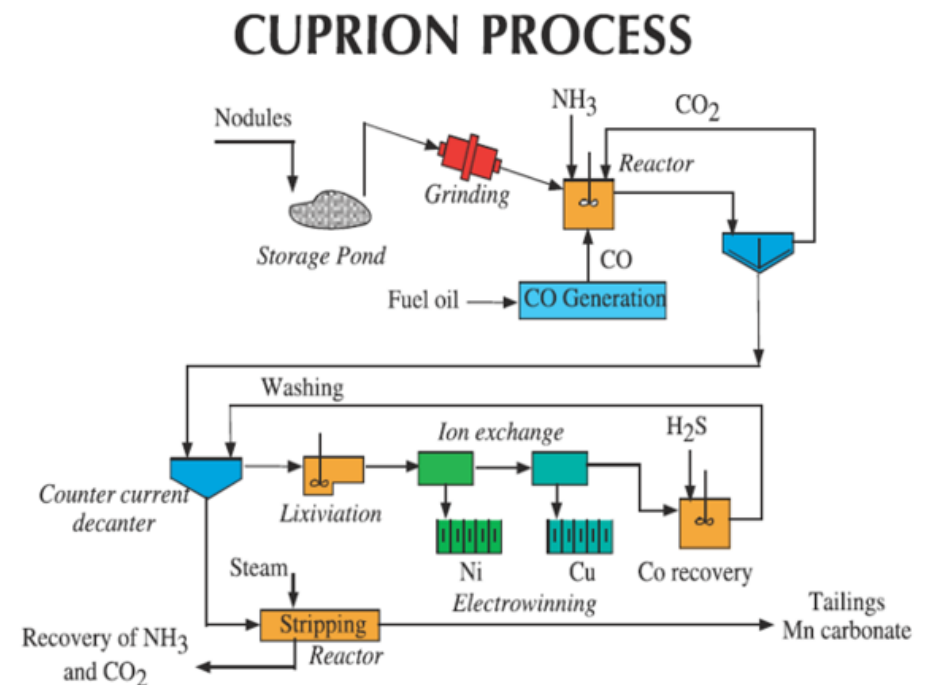 CUPRION PROCESS
NH3
CO2
Nodules
Reactor
Grinding
Storage Pond
CO
Fuel oil
CO Generation
Washing
Ion exchange
H2S
Counter current
decanter
Lixiviation
Ni
Cu
Co recovery
Steam
Electrowinning
Stripping
Tailings
Mn carbonate
Recovery of NH3
and CO2
Reactor